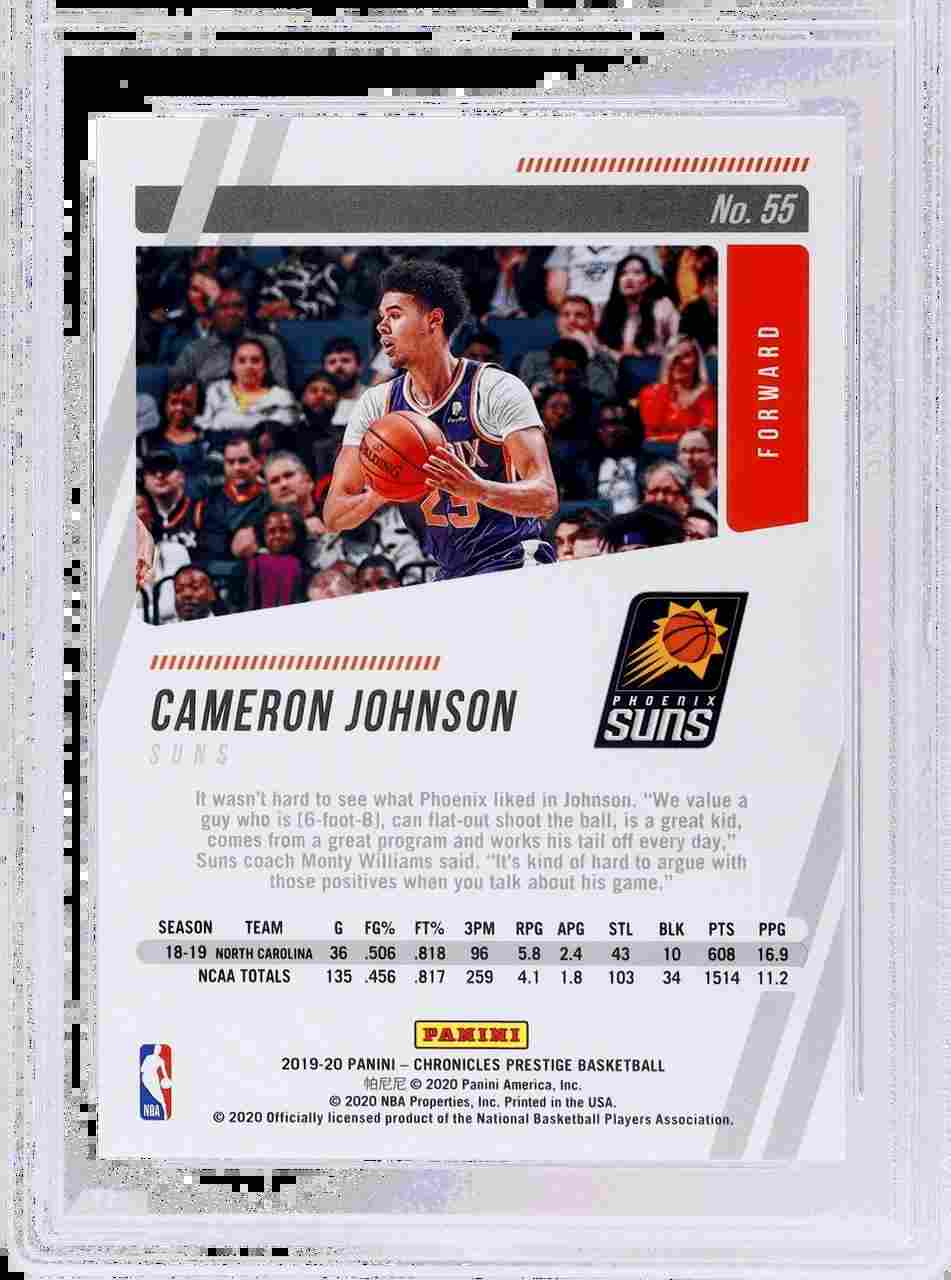 No. 55
FORWARD
SPALDING
25
CAMERON JOHNSON
SUNS
PHOENIX
SUNS
It wasn't hard to see what Phoenix liked in Johnson. "We value a
guy who is [6-foot-8], can flat-out shoot the ball, is a great kid,
comes from a great program and works his tail off every day,"
Suns coach Monty Williams said. "It's kind of hard to argue with
those positives when you talk about his game."
SEASON TEAM G FG% FT% 3PM RPG APG STL BLK PTS PPG
18-19 NORTH CAROLINA 36 .506 .818 96 5.8 2.4 43 10 608 16.9
NCAA TOTALS 135 .456 .817 259 4.1 1.8 103 34 1514 11.2
PANINI
2019-20 PANINI – CHRONICLES PRESTIGE BASKETBALL
帕尼尼 © 2020 Panini America, Inc.
© 2020 NBA Properties, Inc. Printed in the USA.
© 2020 Officially licensed product of the National Basketball Players Association.
NBA